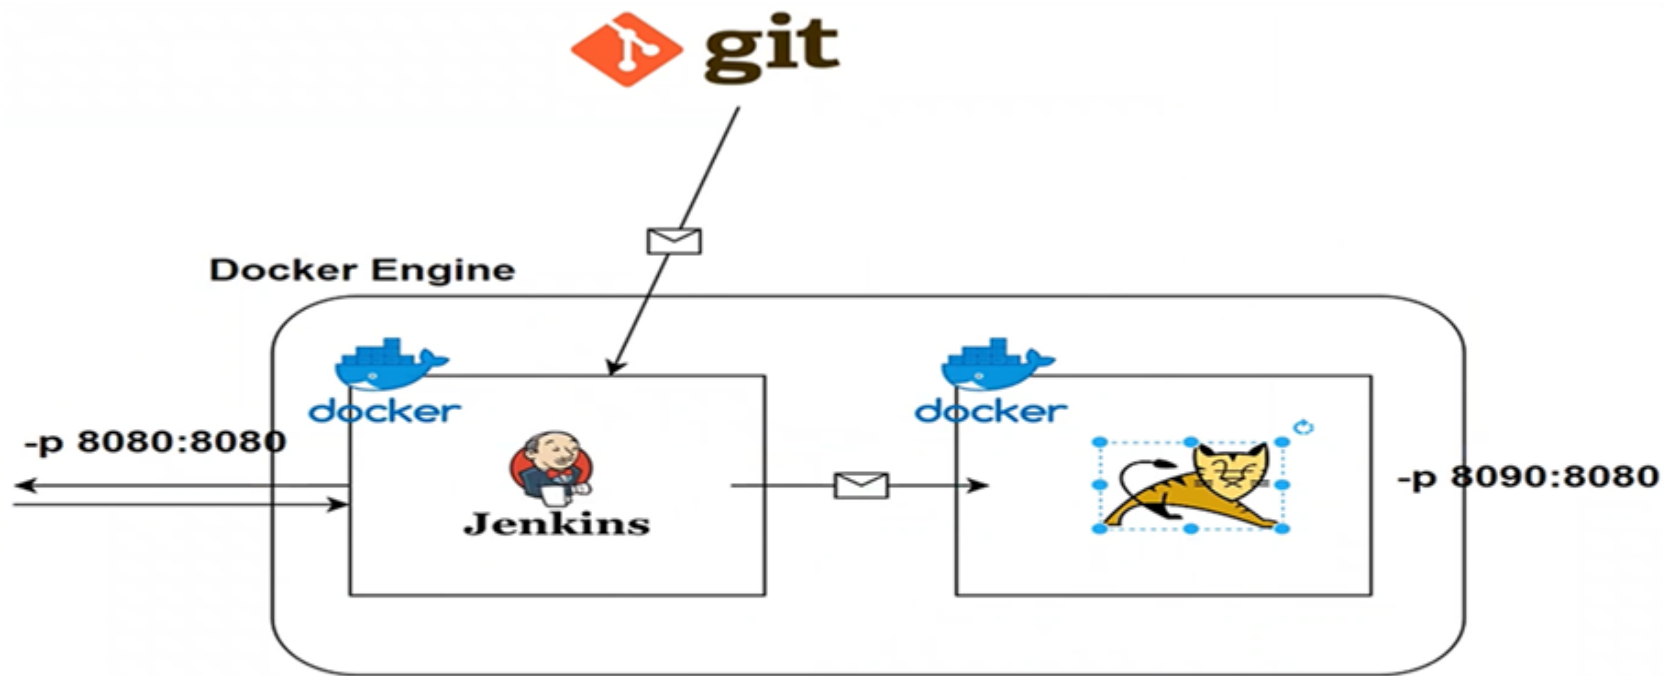 git
Docker Engine
docker
docker
-p 8080:8080
-p 8090:8080
Jenkins